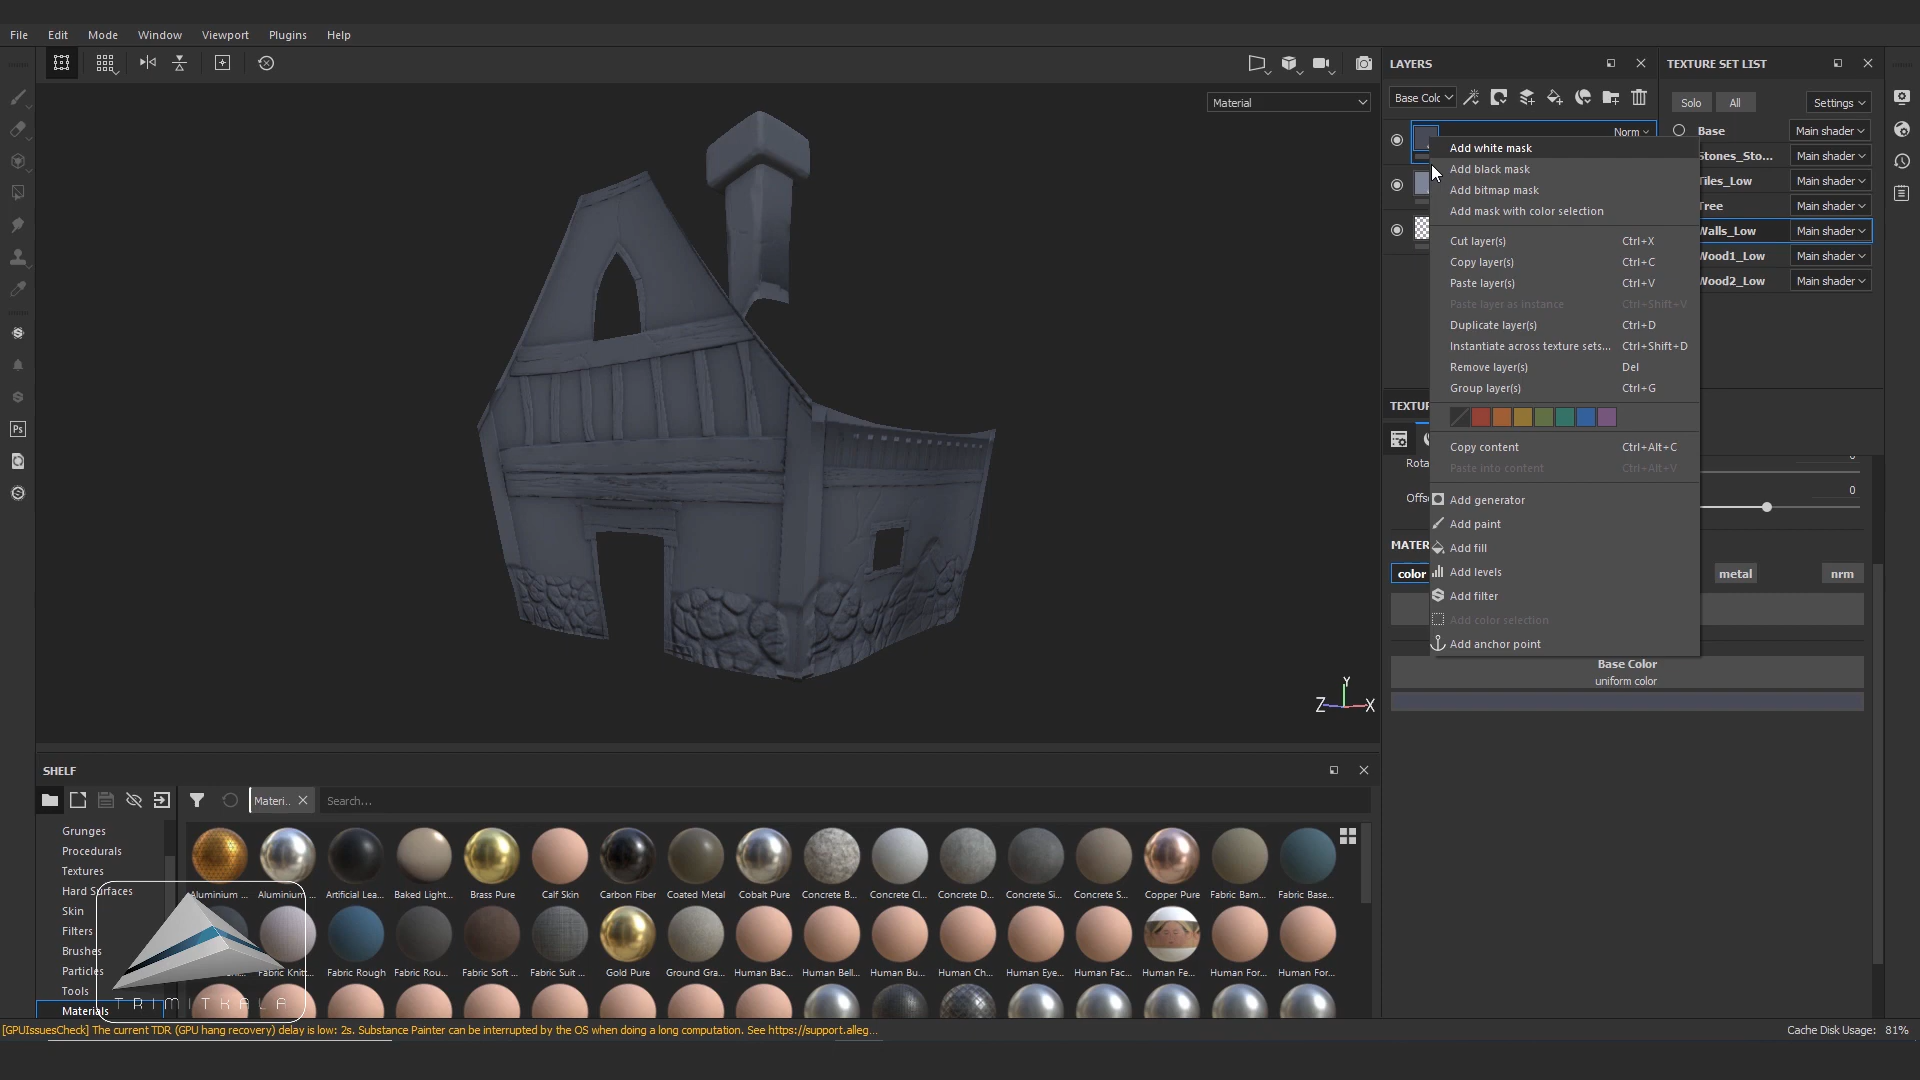 File Edit Mode Window Viewport Plugins Help
LAYERS
TEXTURE SET LIST
Material
Base Colc
Solo All Settings
Norm
Base Main shader
Stones_Sto... Main shader
Tiles_Low Main shader
Tree Main shader
Walls_Low Main shader
Wood1_Low Main shader
Wood2_Low Main shader
Add white mask
Add black mask
Add bitmap mask
Add mask with color selection
Cut layer(s) Ctrl+X
Copy layer(s) Ctrl+C
Paste layer(s) Ctrl+V
Paste layer as instance Ctrl+Shift+V
Duplicate layer(s) Ctrl+D
Instantiate across texture sets... Ctrl+Shift+D
Remove layer(s) Del
Group layer(s) Ctrl+G
Copy content Ctrl+Alt+C
Paste into content Ctrl+Alt+V
Add generator
Add paint
Add fill
Add levels
Add filter
Add color selection
Add anchor point
TEXTUR
Rota 0
Offs 0
MATER
color metal nrm
Base Color
uniform color
Y
Z X
Ps
SHELF
Materi.. Search...
Grunges
Procedurals
Textures
Hard Surfaces
Skin
Filters
Brushes
Particles
Tools
Materials
Aluminium ... Aluminium ... Artificial Lea... Baked Light... Brass Pure Calf Skin Carbon Fiber Coated Metal Cobalt Pure Concrete B... Concrete Cl... Concrete D... Concrete Si... Concrete S... Copper Pure Fabric Bam... Fabric Base...
Fabric Knit... Fabric Rough Fabric Rou... Fabric Soft ... Fabric Suit ... Gold Pure Ground Gra... Human Bac... Human Bell... Human Bu... Human Ch... Human Eye... Human Fac... Human Fe... Human For... Human For...
TRIMITKALA
[GPUIssuesCheck] The current TDR (GPU hang recovery) delay is low: 2s. Substance Painter can be interrupted by the OS when doing a long computation. See https://support.alleg...
Cache Disk Usage: 81%